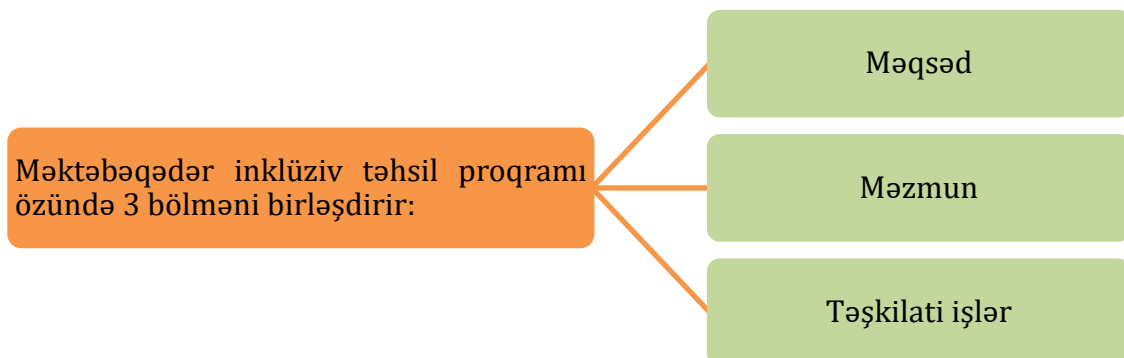 Məktəbəqədər inklüziv təhsil proqramı
özündə 3 bölməni birləşdirir:
Məqsəd
Məzmun
Təşkilati işlər